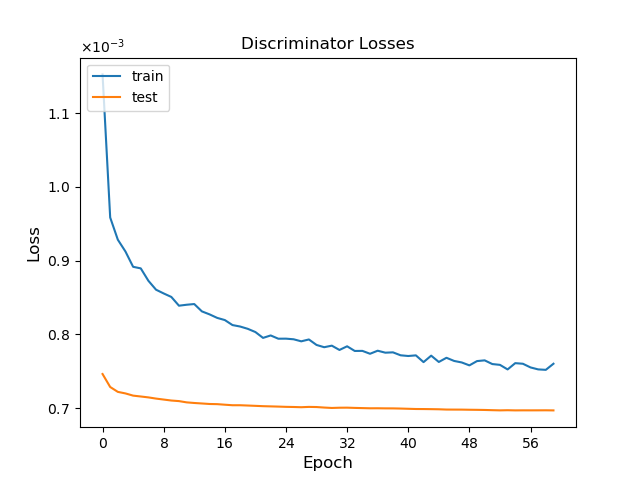 Discriminator Losses
×10⁻³
train
test
1.1
1.0
0.9
0.8
0.7
Loss
0 8 16 24 32 40 48 56
Epoch